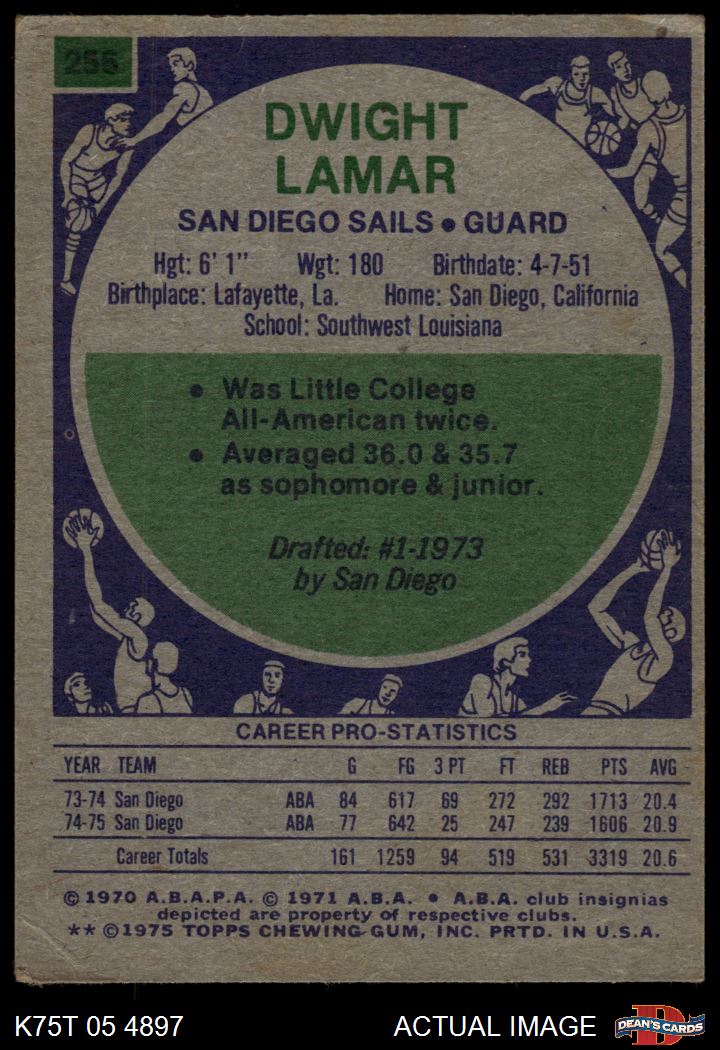 255
DWIGHT
LAMAR
SAN DIEGO SAILS • GUARD
Hgt: 6' 1" Wgt: 180 Birthdate: 4-7-51
Birthplace: Lafayette, La. Home: San Diego, California
School: Southwest Louisiana
• Was Little College
All-American twice.
• Averaged 36.0 & 35.7
as sophomore & junior.
Drafted: #1-1973
by San Diego
CAREER PRO-STATISTICS
YEAR TEAM G FG 3 PT FT REB PTS AVG
73-74 San Diego ABA 84 617 69 272 292 1713 20.4
74-75 San Diego ABA 77 642 25 247 239 1606 20.9
Career Totals 161 1259 94 519 531 3319 20.6
© 1970 A.B.A.P.A. © 1971 A.B.A. • A.B.A. club insignias
depicted are property of respective clubs.
** ©1975 TOPPS CHEWING GUM, INC. PRTD. IN U.S.A.
K75T 05 4897 ACTUAL IMAGE DEAN'S CARDS